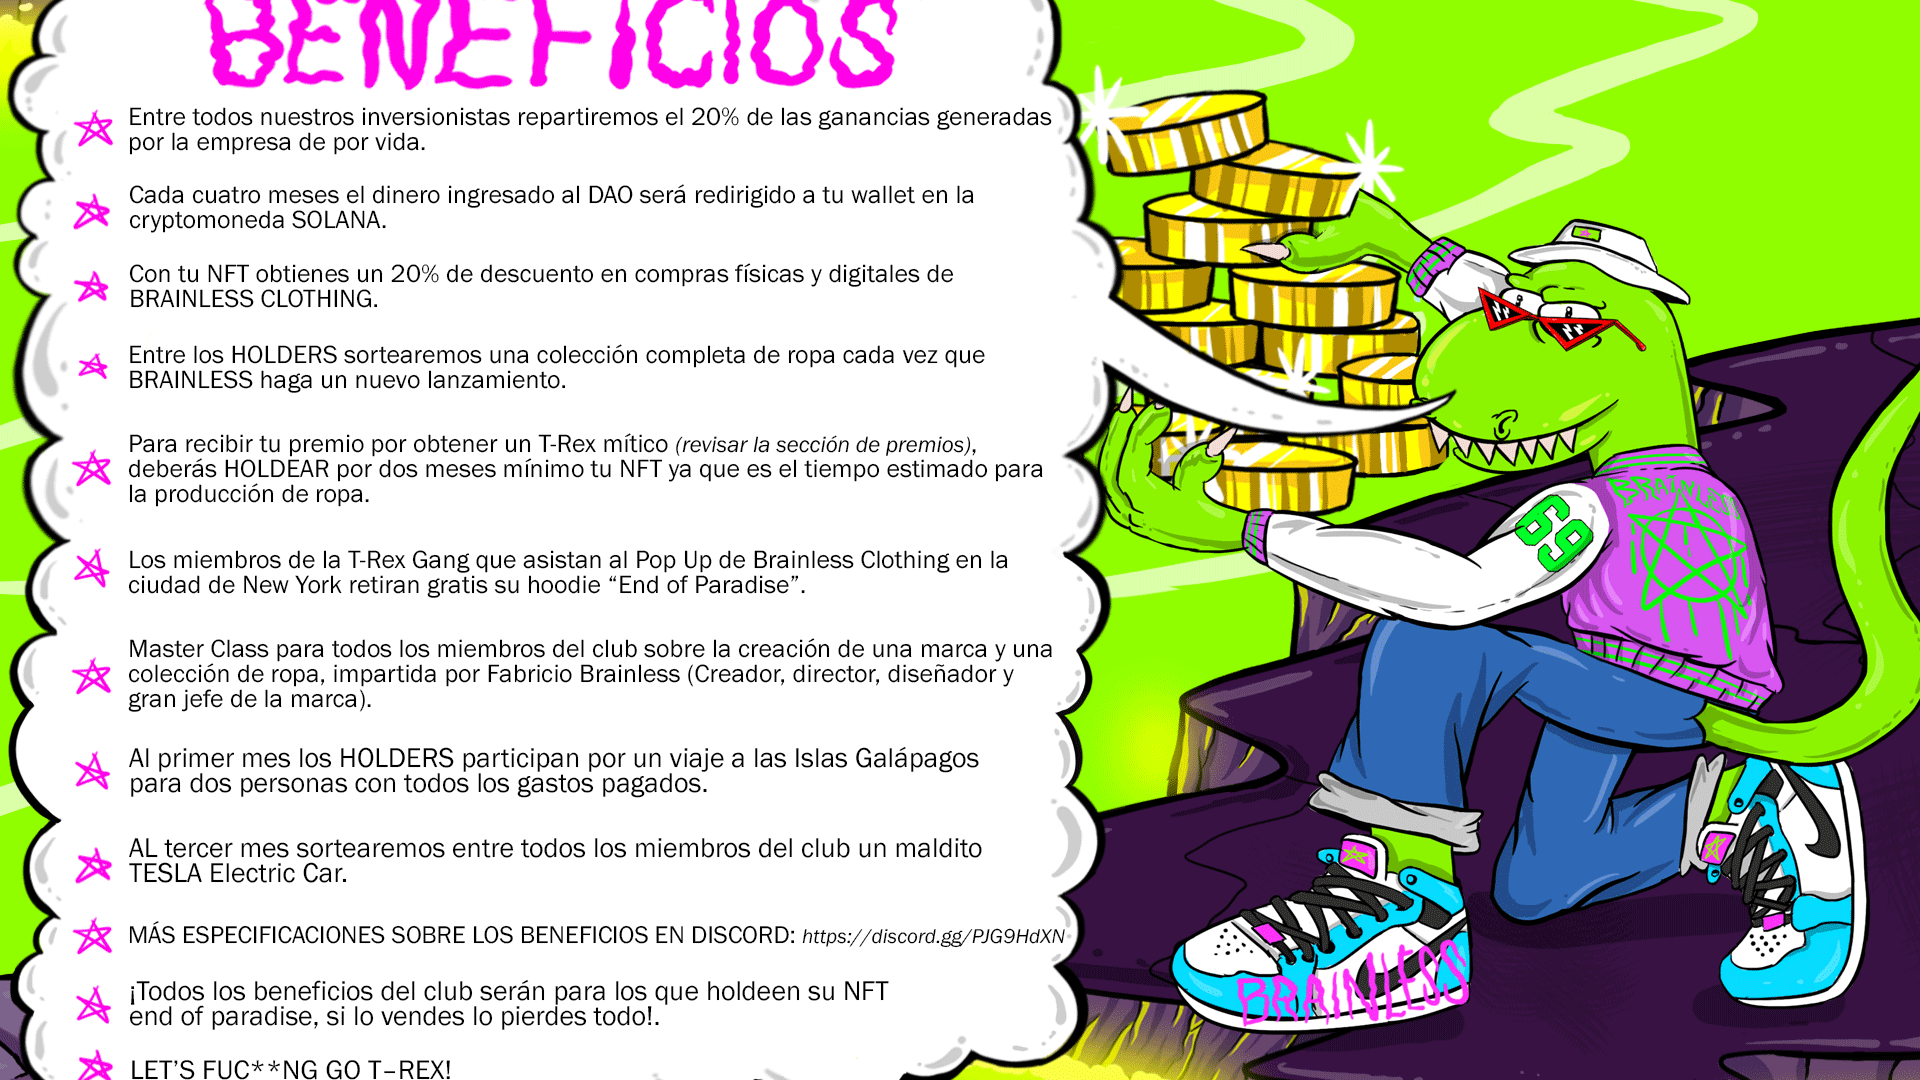 BENEFICIOS
Entre todos nuestros inversionistas repartiremos el 20% de las ganancias generadas
por la empresa de por vida.
Cada cuatro meses el dinero ingresado al DAO será redirigido a tu wallet en la
cryptomoneda SOLANA.
Con tu NFT obtienes un 20% de descuento en compras físicas y digitales de
BRAINLESS CLOTHING.
Entre los HOLDERS sortearemos una colección completa de ropa cada vez que
BRAINLESS haga un nuevo lanzamiento.
Para recibir tu premio por obtener un T-Rex mítico (revisar la sección de premios),
deberás HOLDEAR por dos meses mínimo tu NFT ya que es el tiempo estimado para
la producción de ropa.
Los miembros de la T-Rex Gang que asistan al Pop Up de Brainless Clothing en la
ciudad de New York retiran gratis su hoodie “End of Paradise”.
Master Class para todos los miembros del club sobre la creación de una marca y una
colección de ropa, impartida por Fabricio Brainless (Creador, director, diseñador y
gran jefe de la marca).
Al primer mes los HOLDERS participan por un viaje a las Islas Galápagos
para dos personas con todos los gastos pagados.
AL tercer mes sortearemos entre todos los miembros del club un maldito
TESLA Electric Car.
MÁS ESPECIFICACIONES SOBRE LOS BENEFICIOS EN DISCORD: https://discord.gg/PJG9HdXN
¡Todos los beneficios del club serán para los que holdeen su NFT
end of paradise, si lo vendes lo pierdes todo!.
LET'S FUC**NG GO T-REX!
BRAINLESS
69
BRAINLESS